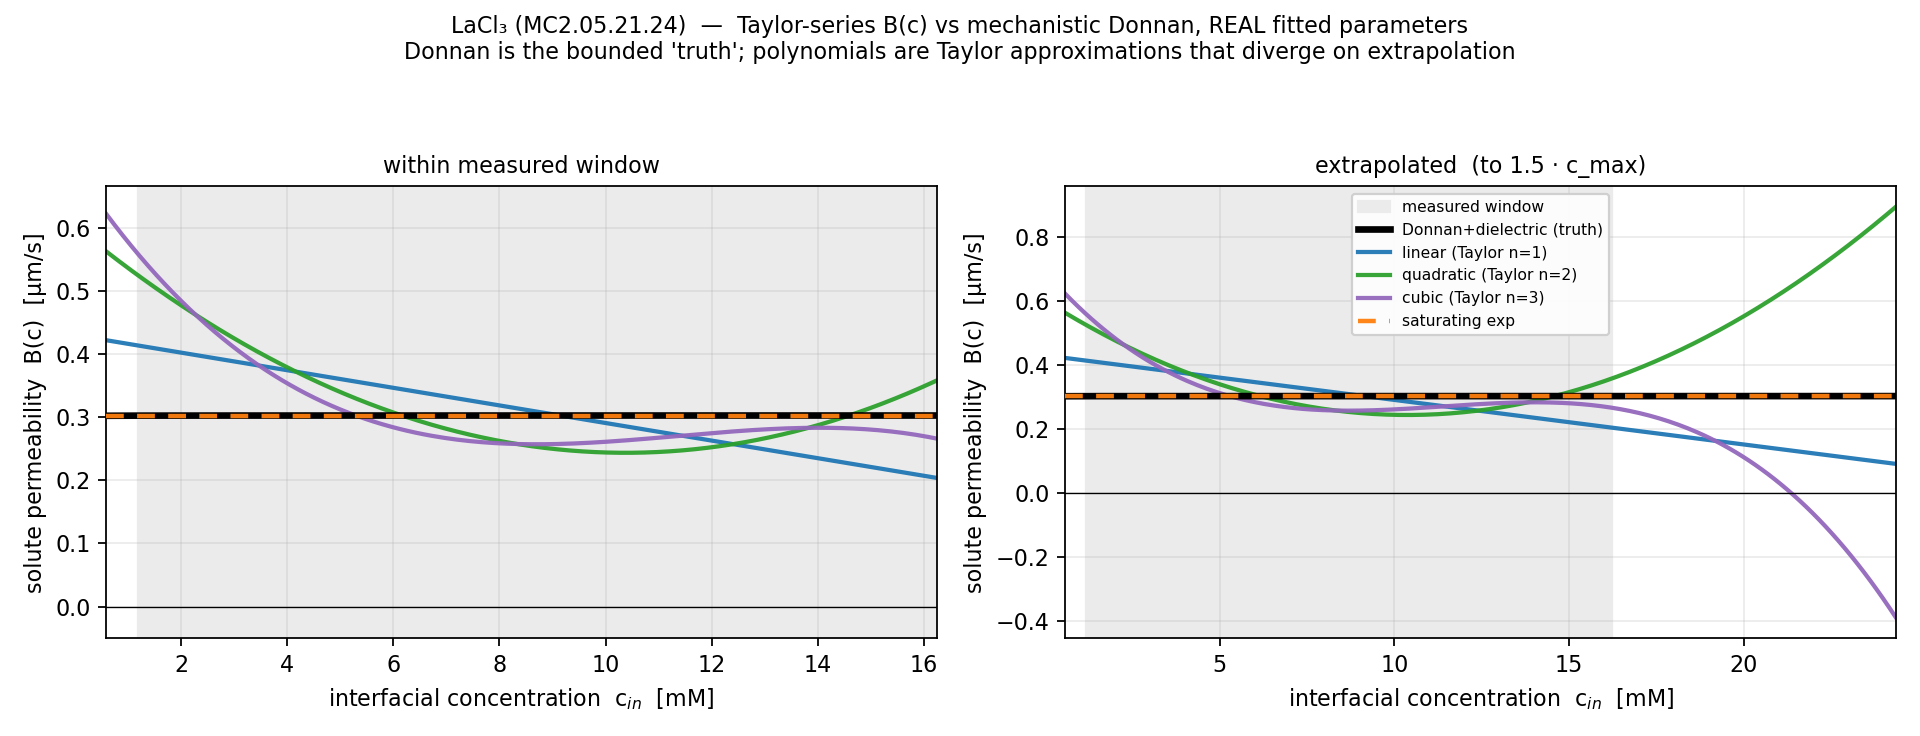 LaCl₃ (MC2.05.21.24)  —  Taylor-series B(c) vs mechanistic Donnan, REAL fitted parameters
Donnan is the bounded 'truth'; polynomials are Taylor approximations that diverge on extrapolation
within measured window
solute permeability  B(c)  [µm/s]
0.6
0.5
0.4
0.3
0.2
0.1
0.0
2 4 6 8 10 12 14 16
interfacial concentration  c_in  [mM]
extrapolated  (to 1.5 · c_max)
solute permeability  B(c)  [µm/s]
0.8
0.6
0.4
0.2
0.0
−0.2
−0.4
measured window
Donnan+dielectric (truth)
linear (Taylor n=1)
quadratic (Taylor n=2)
cubic (Taylor n=3)
saturating exp
5 10 15 20
interfacial concentration  c_in  [mM]